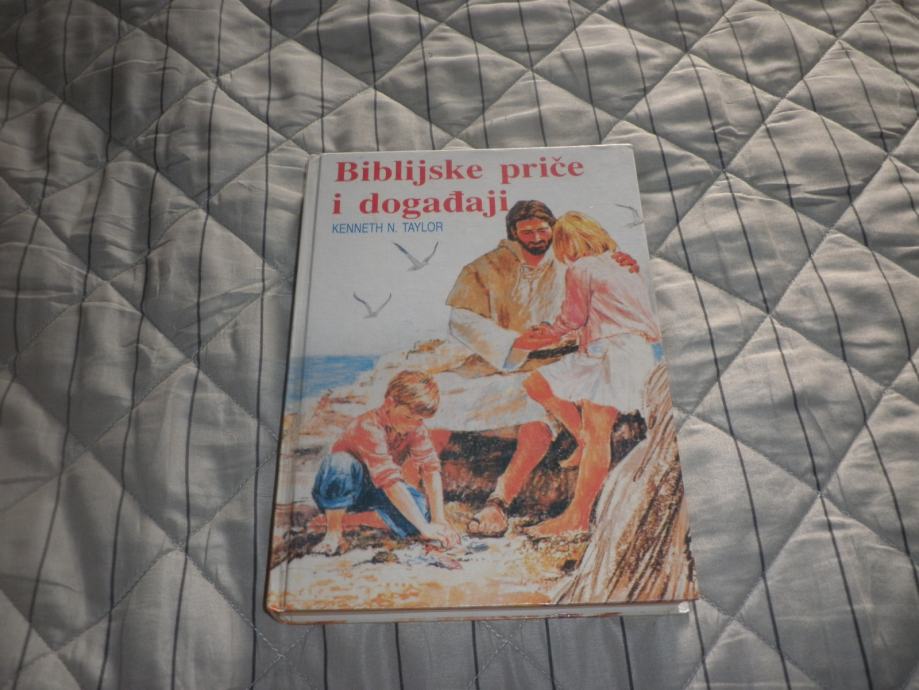 Biblijske priče
i događaji
KENNETH N. TAYLOR